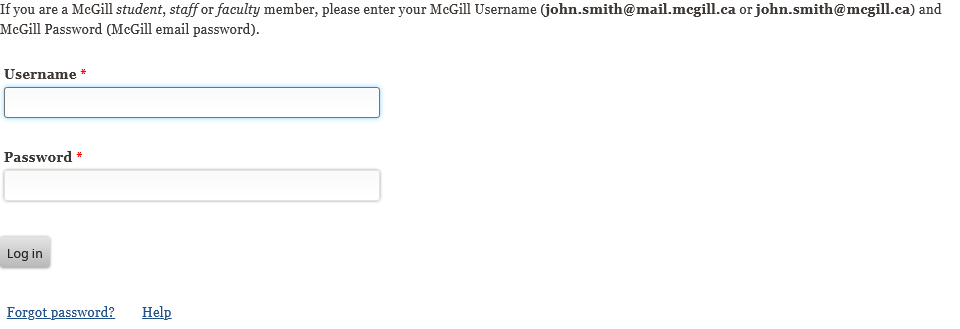 If you are a McGill student, staff or faculty member, please enter your McGill Username (john.smith@mail.mcgill.ca or john.smith@mcgill.ca) and
McGill Password (McGill email password).
Username *
Password *
Log in
Forgot password? Help